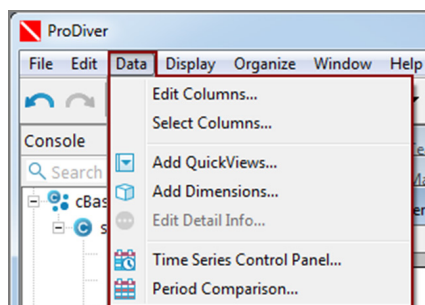 ProDiver
File Edit Data Display Organize Window Help
Edit Columns...
Select Columns...
Console
Add QuickViews...
Search
Add Dimensions...
cBas
Edit Detail Info...
s
Time Series Control Panel...
Period Comparison...